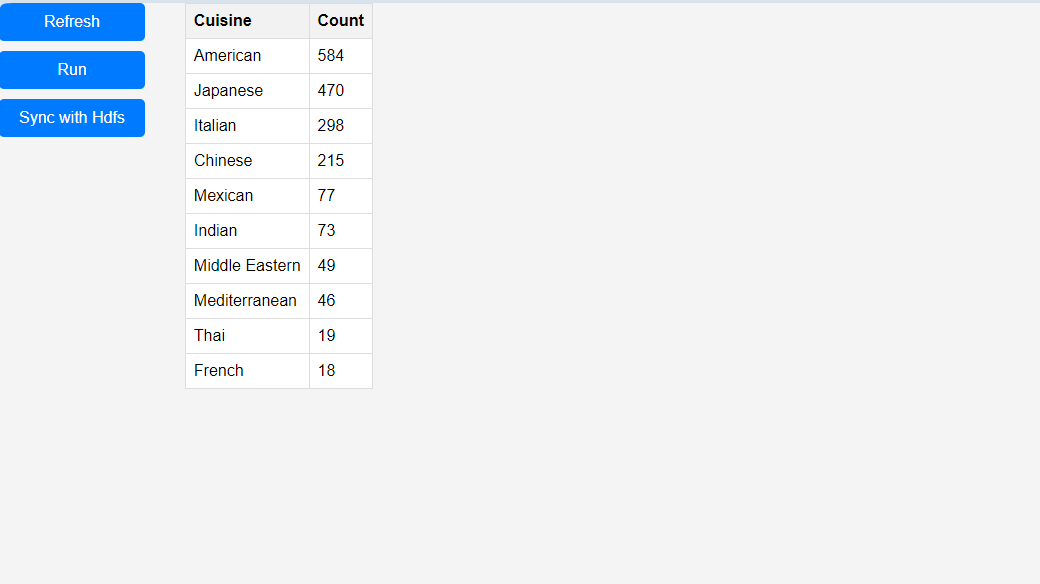 Refresh
Run
Sync with Hdfs
Cuisine Count
American 584
Japanese 470
Italian 298
Chinese 215
Mexican 77
Indian 73
Middle Eastern 49
Mediterranean 46
Thai 19
French 18